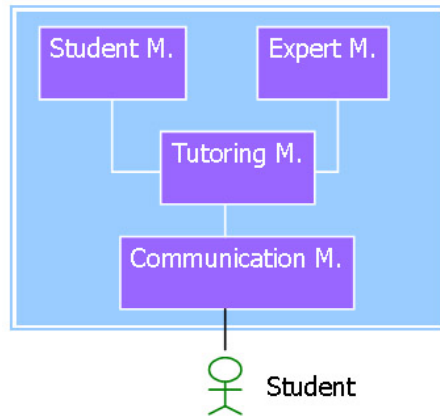 Student M.
Expert M.
Tutoring M.
Communication M.
Student